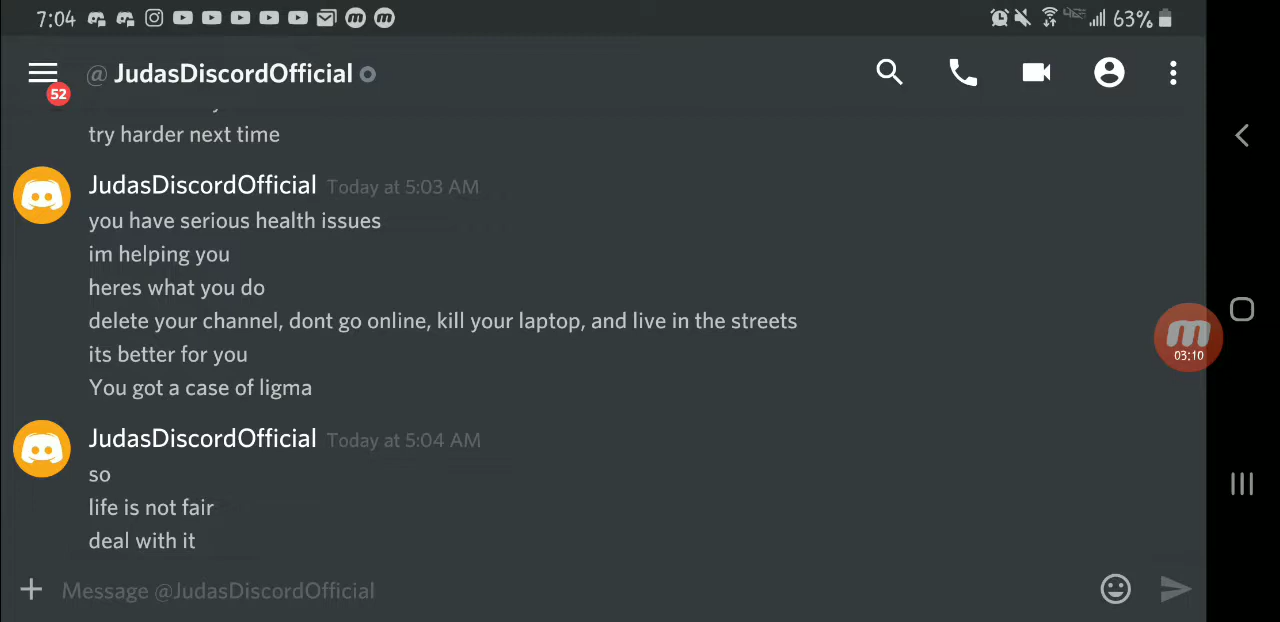 7:04 63%
@ JudasDiscordOfficial
52
try harder next time
JudasDiscordOfficial Today at 5:03 AM
you have serious health issues
im helping you
heres what you do
delete your channel, dont go online, kill your laptop, and live in the streets
its better for you
You got a case of ligma
03:10
JudasDiscordOfficial Today at 5:04 AM
so
life is not fair
deal with it
Message @JudasDiscordOfficial